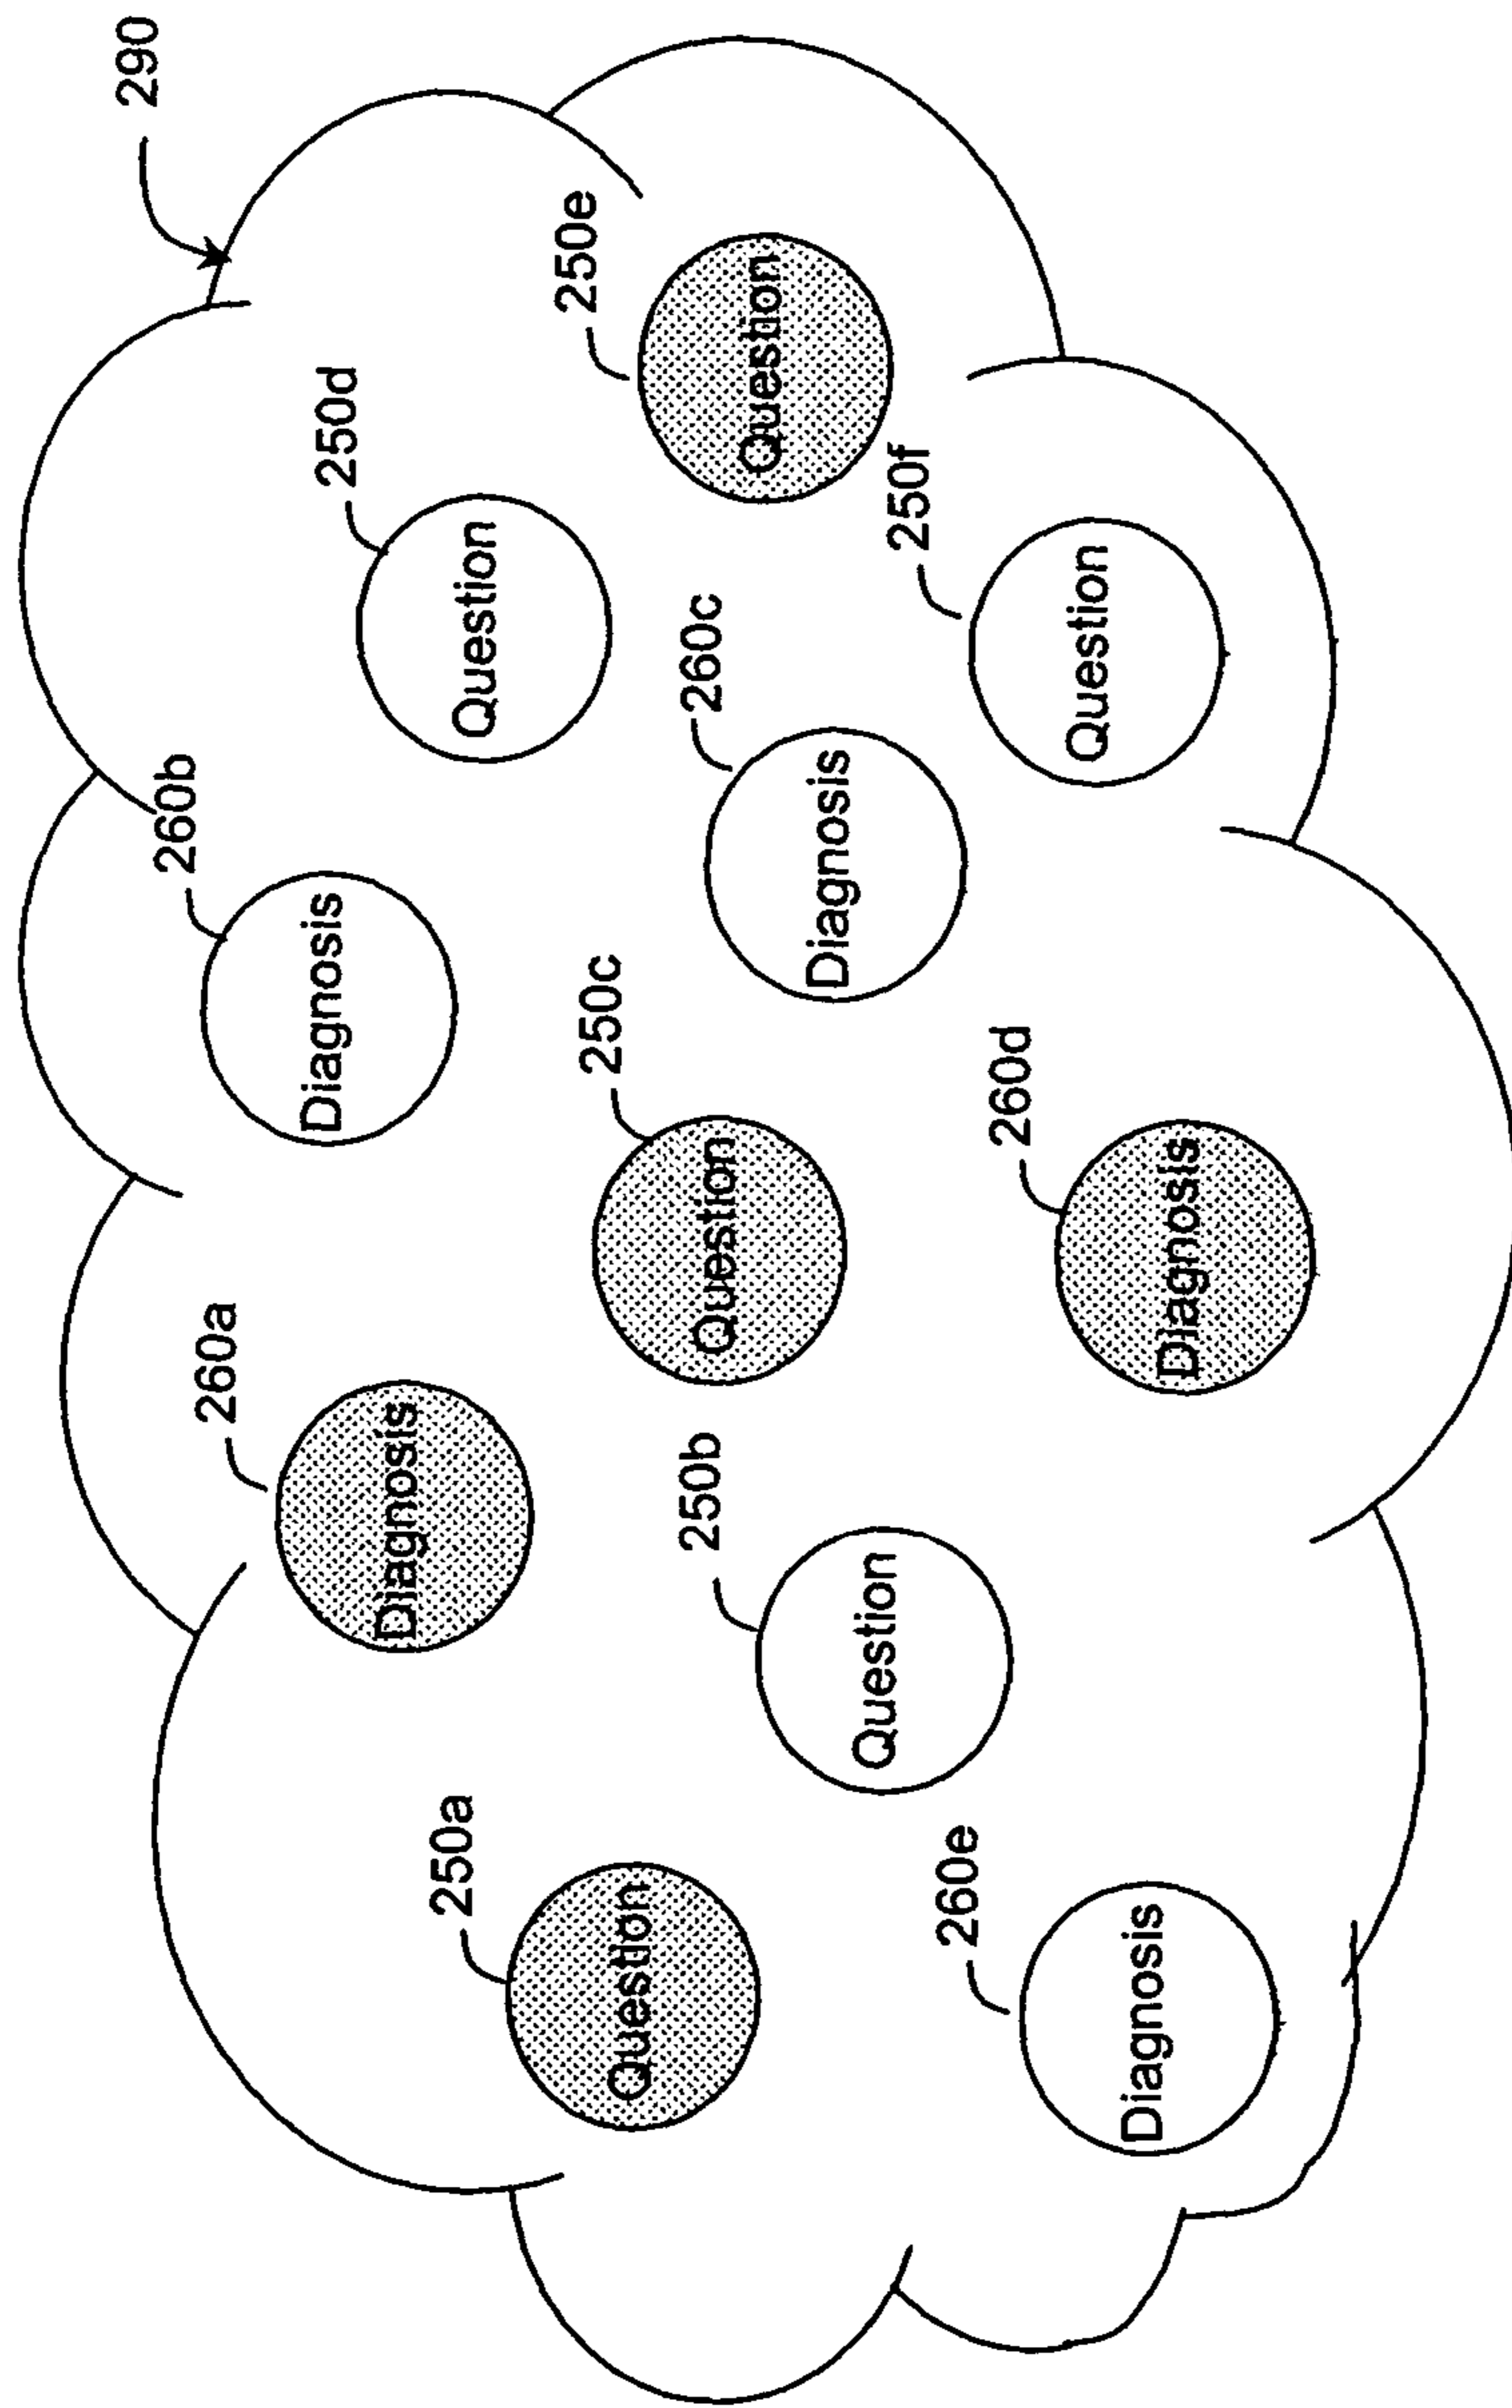 290
260b
Diagnosis
250d
Question
260a
Diagnosis
250e
Question
250a
Question
250c
Question
260c
Diagnosis
250b
Question
250f
Question
260e
Diagnosis
260d
Diagnosis